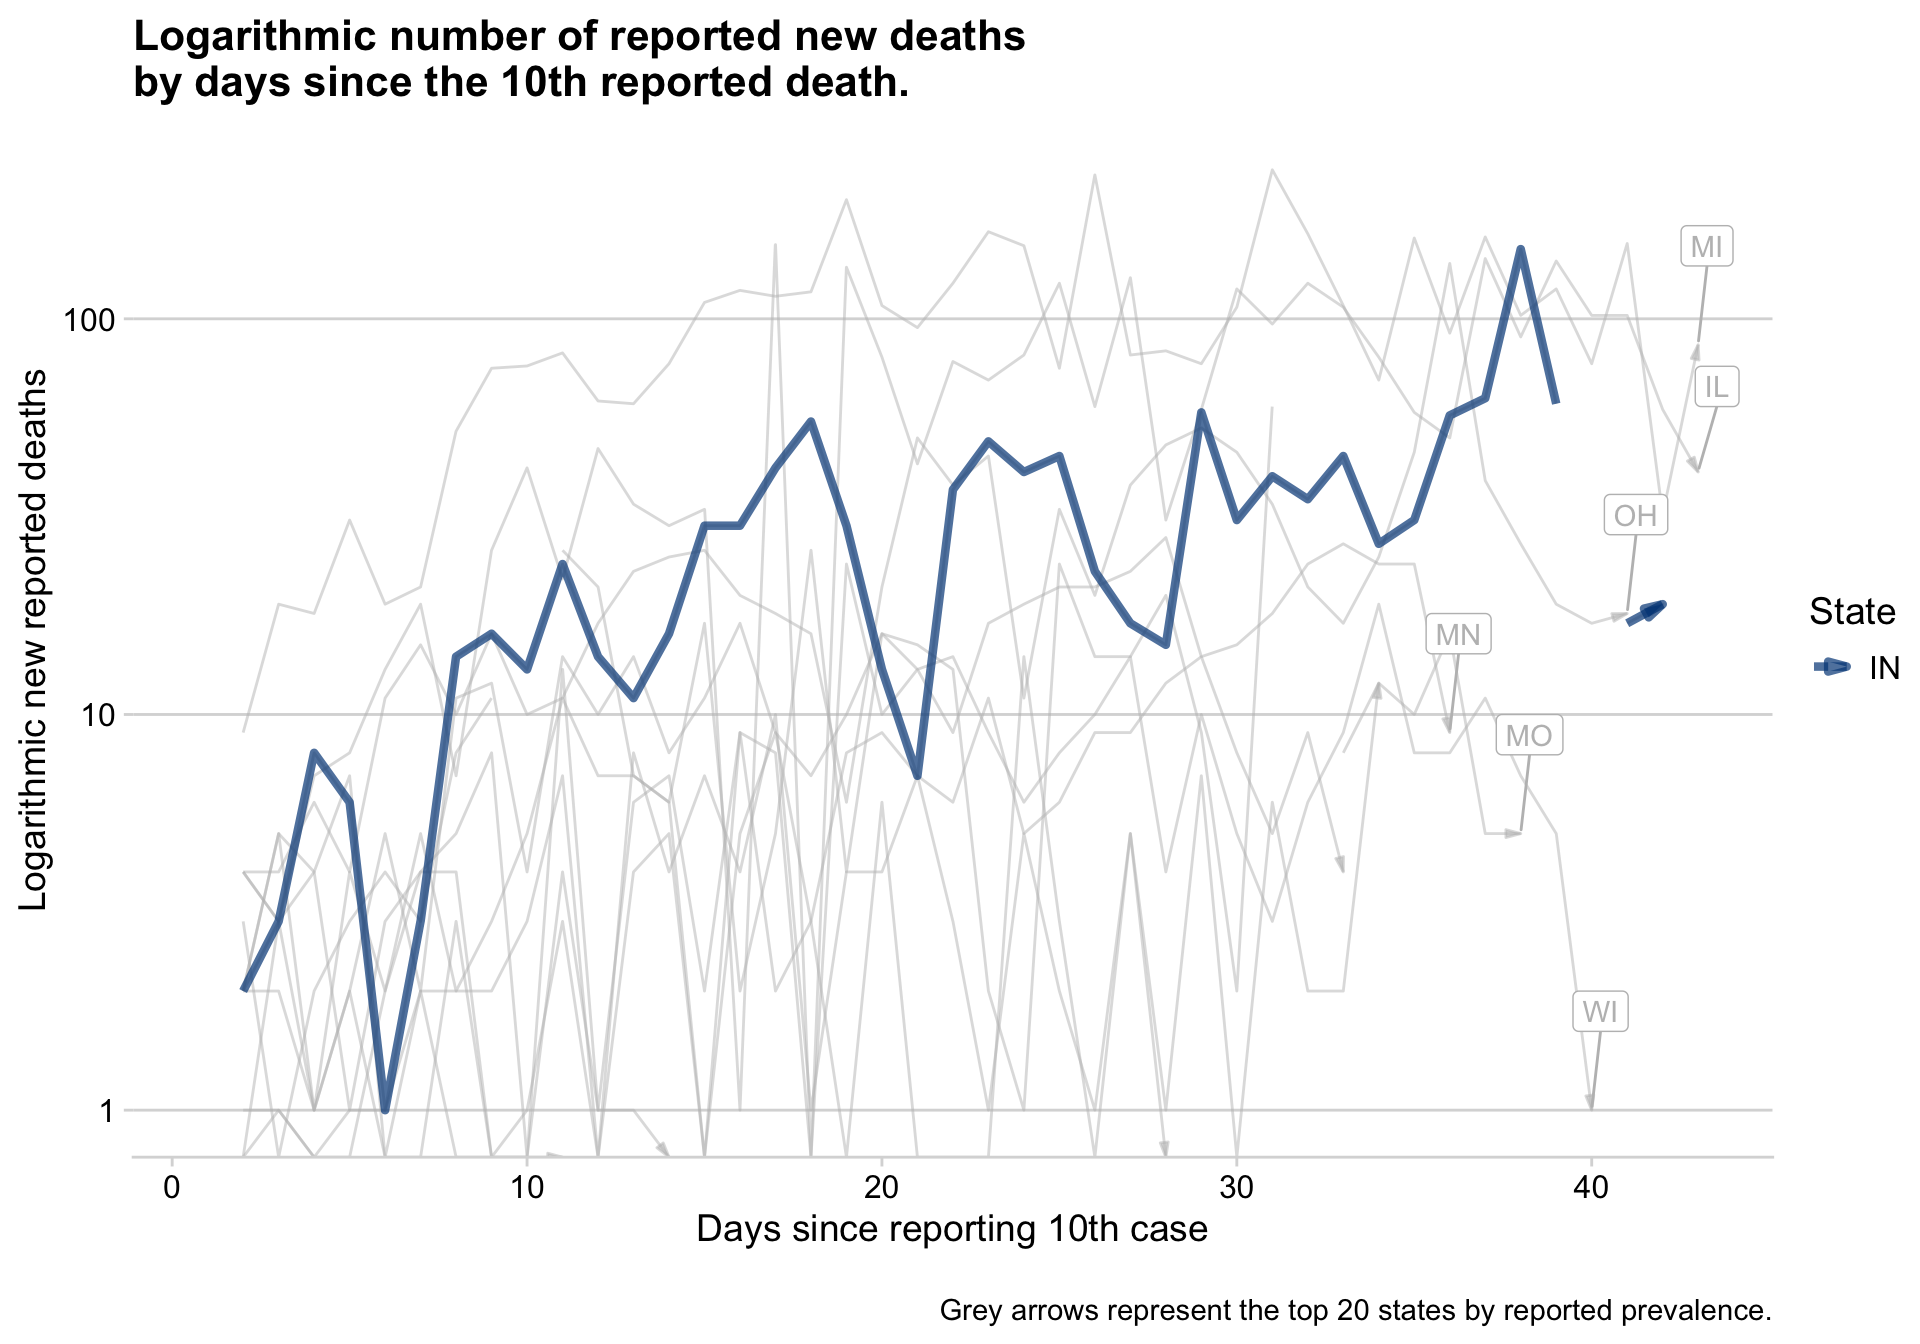 Logarithmic number of reported new deaths
by days since the 10th reported death.
Logarithmic new reported deaths
100
10
1
MI
IL
OH
MN
MO
WI
State
IN
0
10
20
30
40
Days since reporting 10th case
Grey arrows represent the top 20 states by reported prevalence.